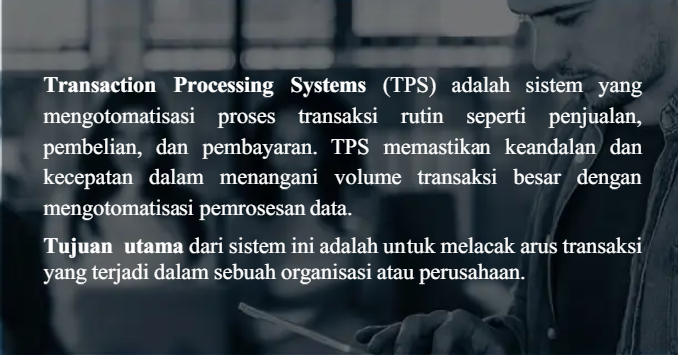 Transaction Processing Systems (TPS) adalah sistem yang
mengotomatisasi proses transaksi rutin seperti penjualan,
pembelian, dan pembayaran. TPS memastikan keandalan dan
kecepatan dalam menangani volume transaksi besar dengan
mengotomatisasi pemrosesan data.
Tujuan utama dari sistem ini adalah untuk melacak arus transaksi
yang terjadi dalam sebuah organisasi atau perusahaan.